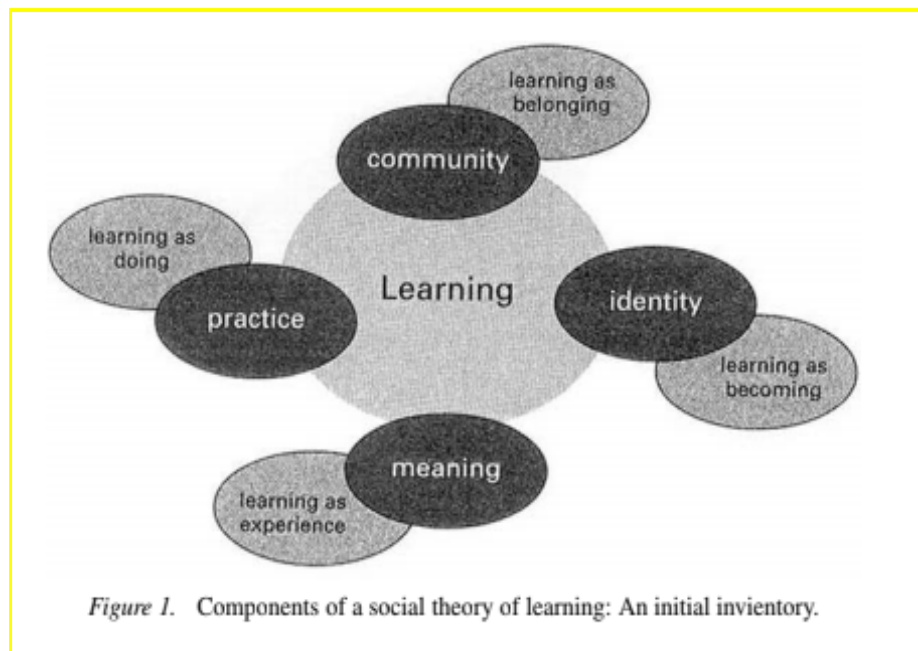 learning as
belonging
community
learning as
doing
Learning
practice
identity
learning as
becoming
meaning
learning as
experience
Figure 1. Components of a social theory of learning: An initial invientory.